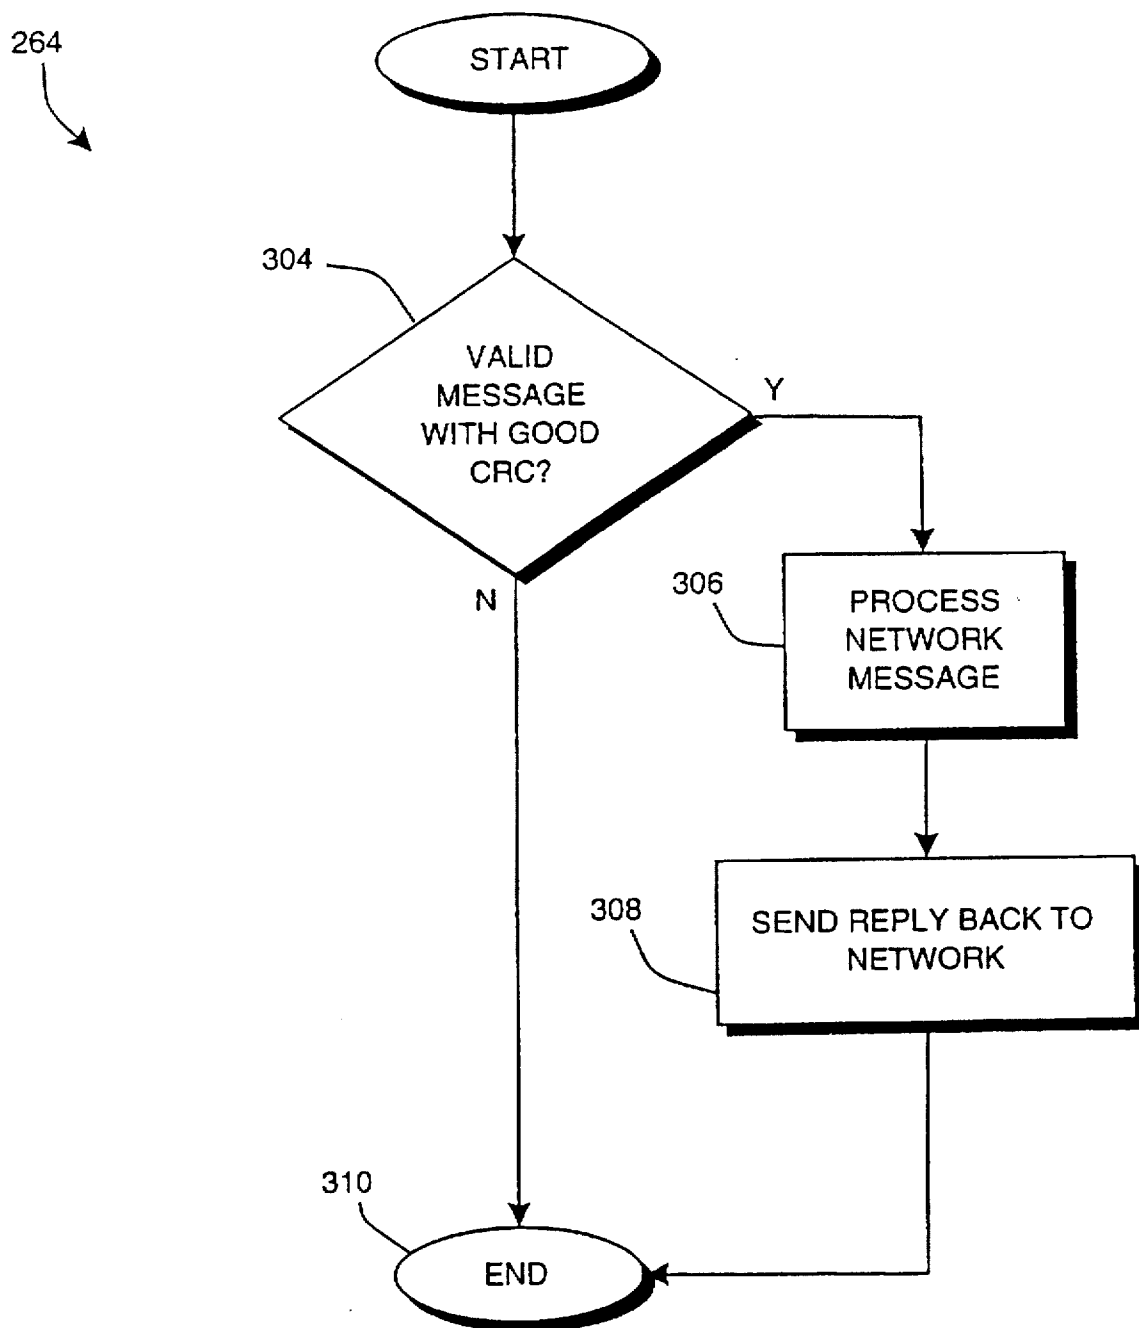 264
START
304
VALID
MESSAGE
WITH GOOD
CRC?
Y
N
306
PROCESS
NETWORK
MESSAGE
308
SEND REPLY BACK TO
NETWORK
310
END